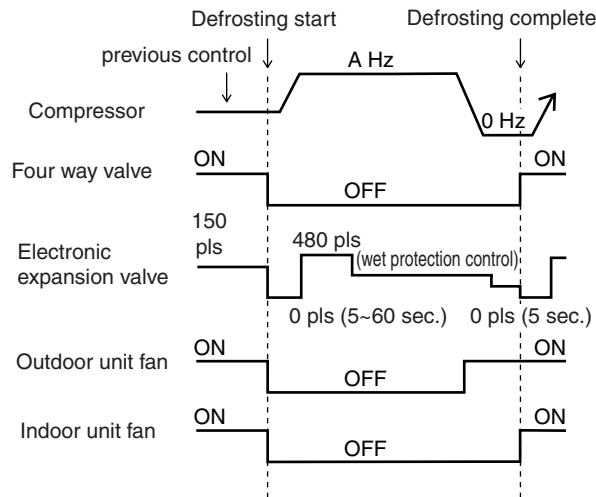 Defrosting start
Defrosting complete
previous control
A Hz
Compressor
0 Hz
ON
ON
Four way valve
OFF
150
pls
480 pls
(wet protection control)
Electronic
expansion valve
0 pls (5~60 sec.)
0 pls (5 sec.)
ON
ON
Outdoor unit fan
OFF
ON
ON
Indoor unit fan
OFF